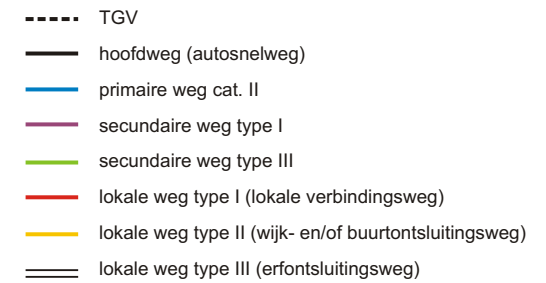 TGV
hoofdweg (autosnelweg)
primaire weg cat. II
secundaire weg type I
secundaire weg type III
lokale weg type I (lokale verbindingsweg)
lokale weg type II (wijk- en/of buurtontsluitingsweg)
lokale weg type III (erfontsluitingsweg)